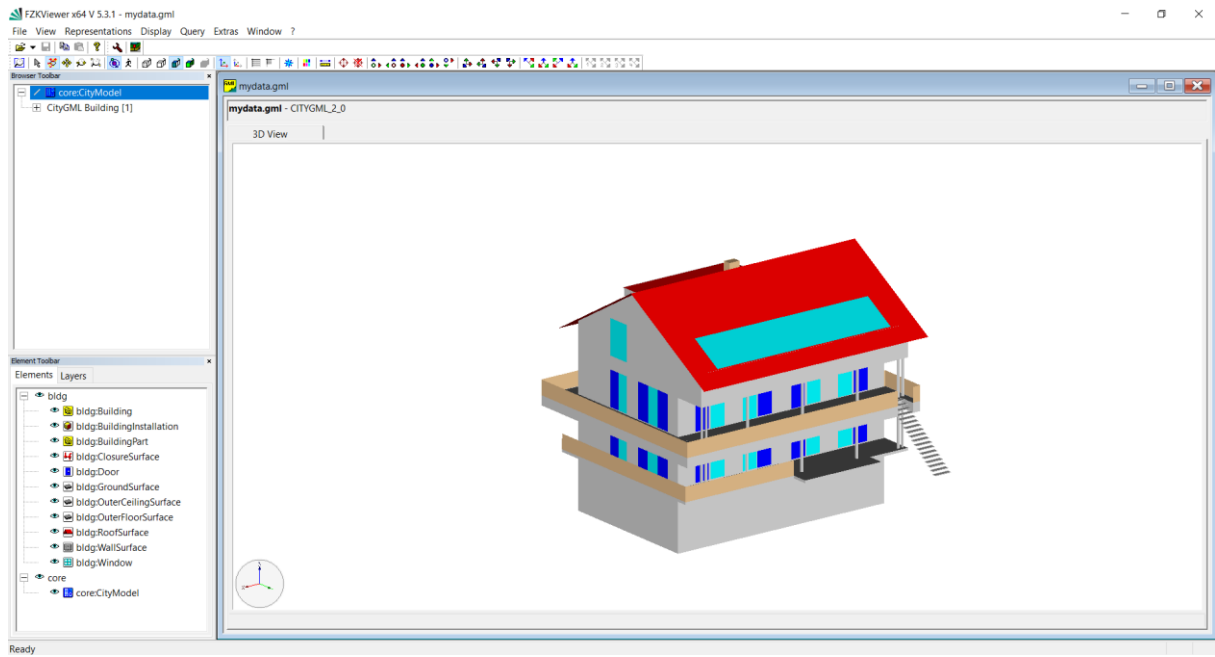 FZKViewer x64 V 5.3.1 - mydata.gml
File View Representations Display Query Extras Window ?
Browser Toolbar
core:CityModel
CityGML Building [1]
mydata.gml
mydata.gml - CITYGML_2_0
3D View
Element Toolbar
Elements Layers
bldg
bldg:Building
bldg:BuildingInstallation
bldg:BuildingPart
bldg:ClosureSurface
bldg:Door
bldg:GroundSurface
bldg:OuterCeilingSurface
bldg:OuterFloorSurface
bldg:RoofSurface
bldg:WallSurface
bldg:Window
core
core:CityModel
Ready